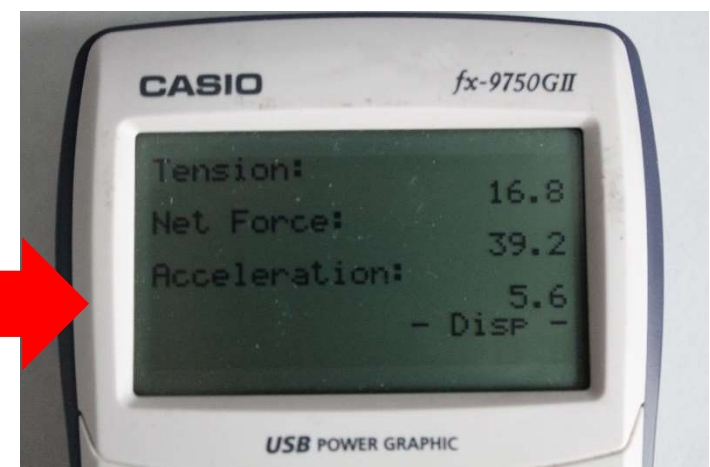 CASIO fx-9750GII
Tension:
16.8
Net Force:
39.2
Acceleration:
5.6
- Disp -
USB POWER GRAPHIC